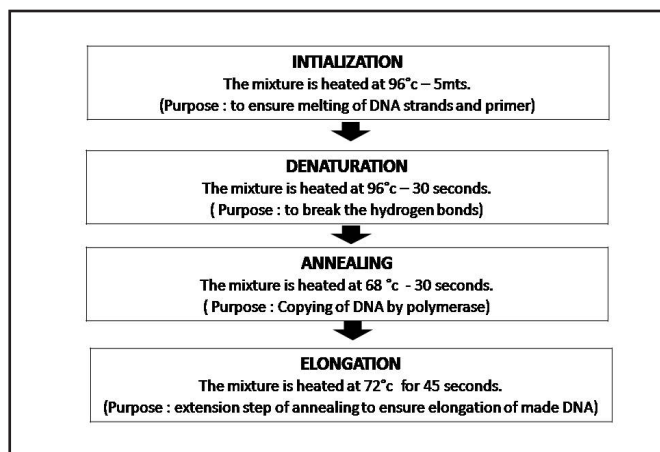 INTIALIZATION
The mixture is heated at 96°c – 5mts.
(Purpose : to ensure melting of DNA strands and primer)
DENATURATION
The mixture is heated at 96°c – 30 seconds.
( Purpose : to break the hydrogen bonds)
ANNEALING
The mixture is heated at 68 °c - 30 seconds.
( Purpose : Copying of DNA by polymerase)
ELONGATION
The mixture is heated at 72°c for 45 seconds.
(Purpose : extension step of annealing to ensure elongation of made DNA)